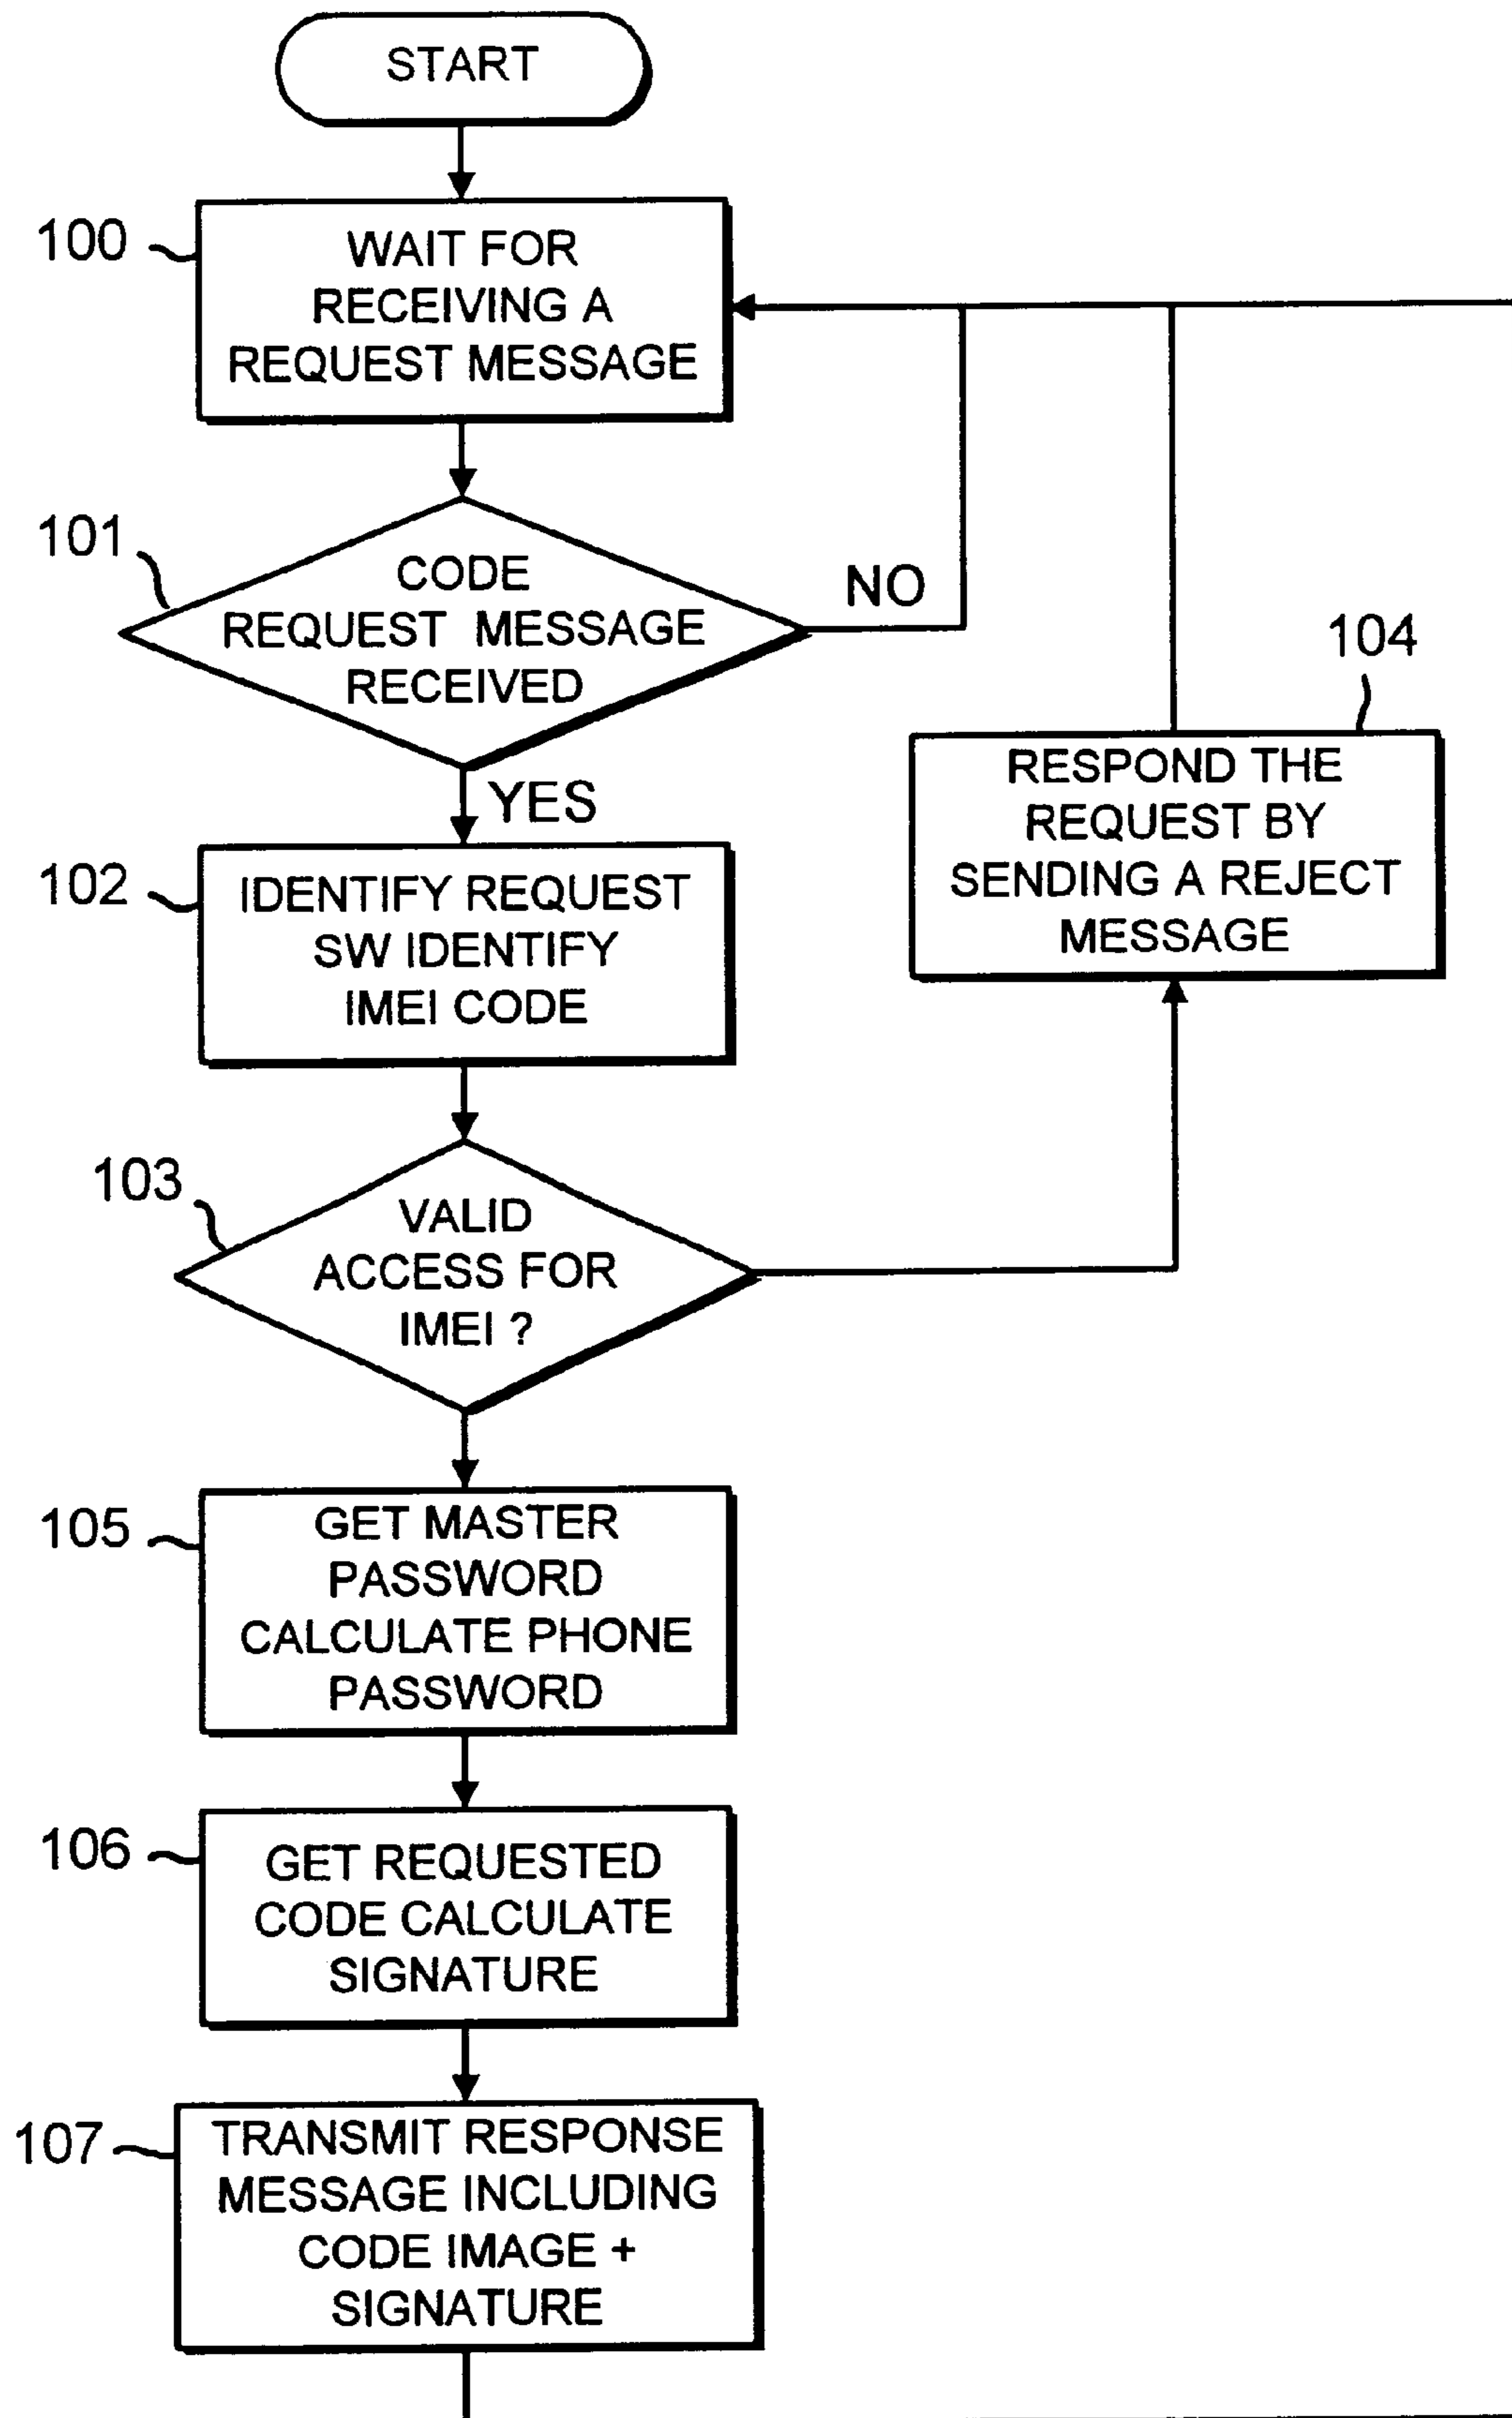 START
100
WAIT FOR
RECEIVING A
REQUEST MESSAGE
101
CODE
REQUEST MESSAGE
RECEIVED
NO
YES
104
RESPOND THE
REQUEST BY
SENDING A REJECT
MESSAGE
102
IDENTIFY REQUEST
SW IDENTIFY
IMEI CODE
103
VALID
ACCESS FOR
IMEI ?
105
GET MASTER
PASSWORD
CALCULATE PHONE
PASSWORD
106
GET REQUESTED
CODE CALCULATE
SIGNATURE
107
TRANSMIT RESPONSE
MESSAGE INCLUDING
CODE IMAGE +
SIGNATURE